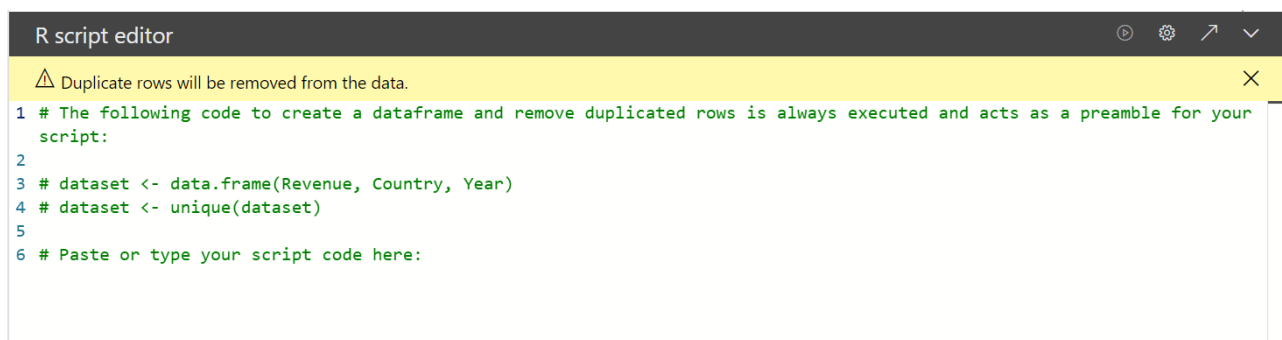 R script editor
Duplicate rows will be removed from the data.
1 # The following code to create a dataframe and remove duplicated rows is always executed and acts as a preamble for your
script:
2
3 # dataset <- data.frame(Revenue, Country, Year)
4 # dataset <- unique(dataset)
5
6 # Paste or type your script code here: